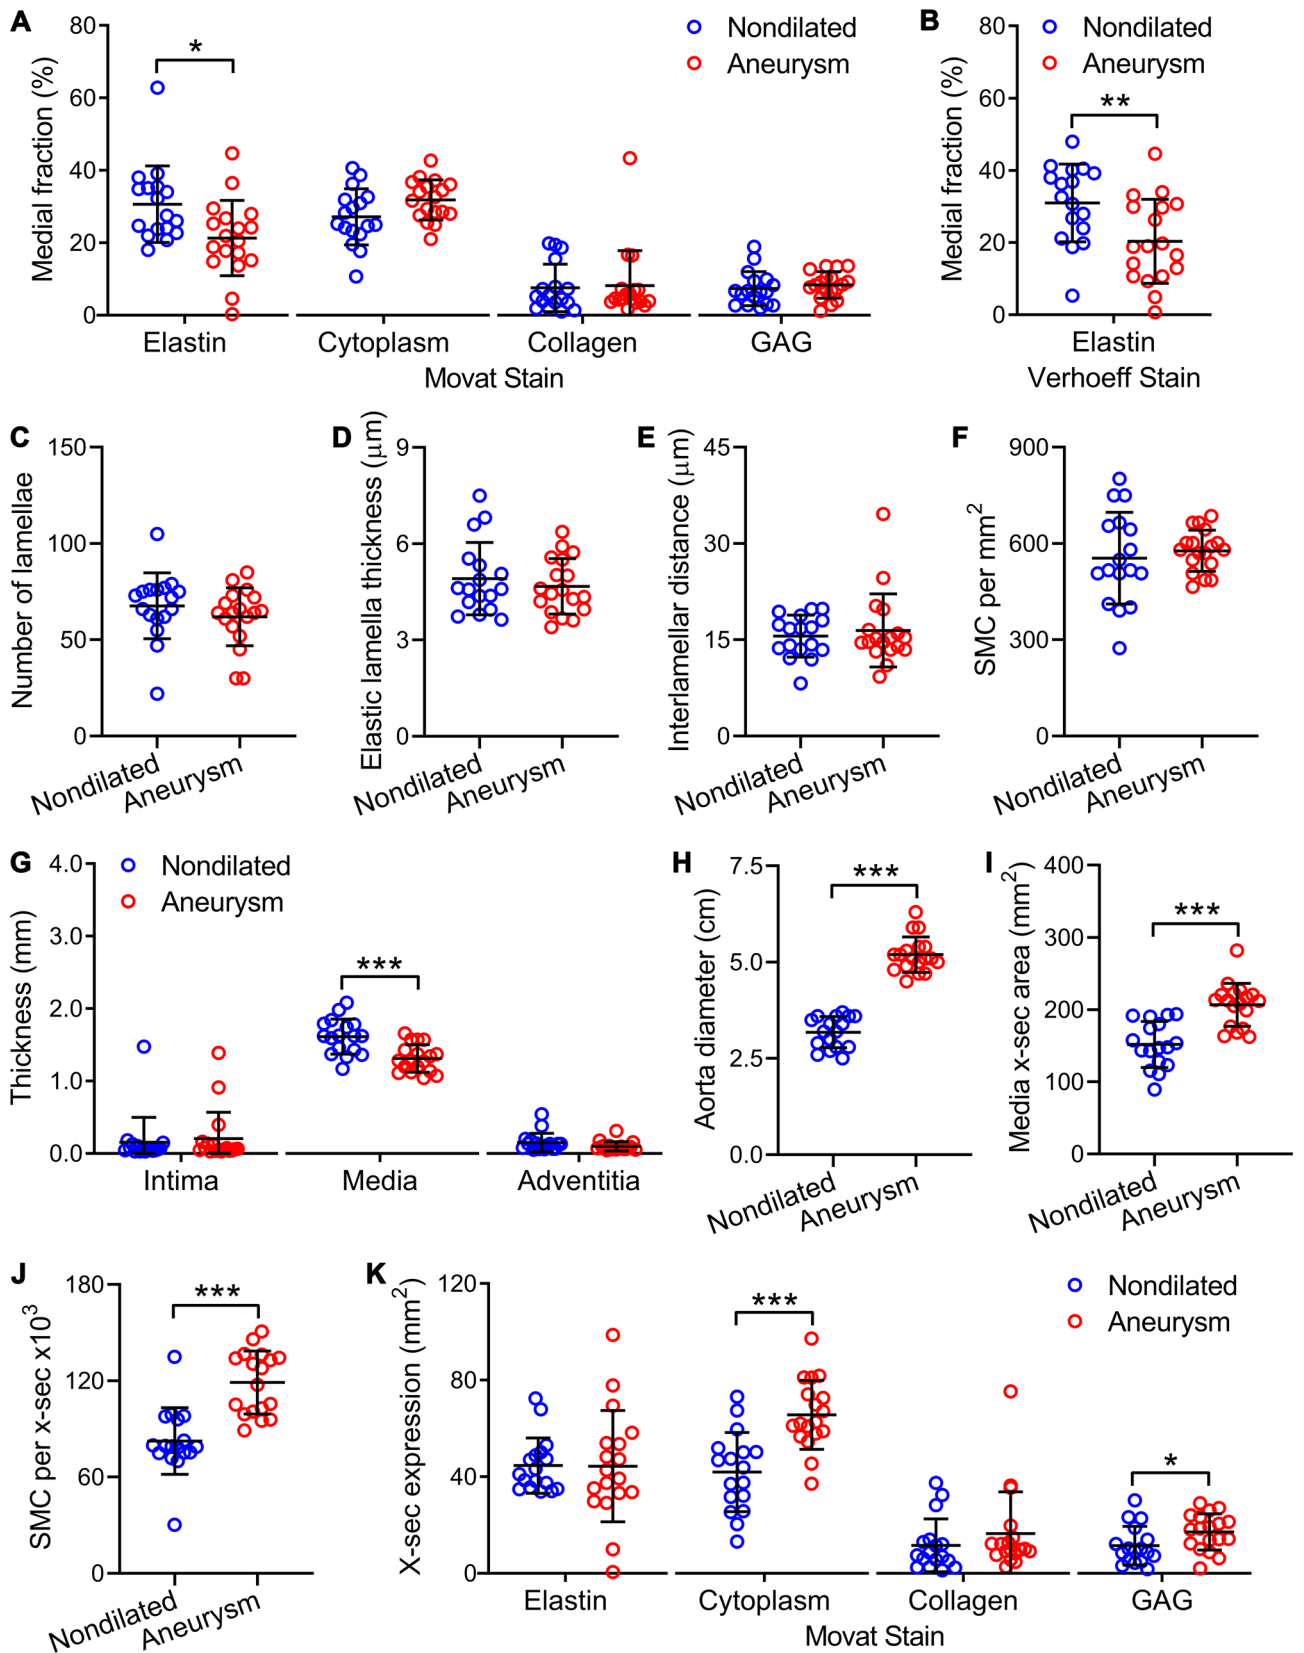 A
Medial fraction (%)
80
60
40
20
0
*
Nondilated
Aneurysm
Elastin
Cytoplasm
Collagen
GAG
Movat Stain
B
Medial fraction (%)
80
60
40
20
0
**
Nondilated
Aneurysm
Elastin
Verhoeff Stain
C
Number of lamellae
150
100
50
0
Nondilated
Aneurysm
D
Elastic lamella thickness (μm)
9
6
3
0
Nondilated
Aneurysm
E
Interlamellar distance (μm)
45
30
15
0
Nondilated
Aneurysm
F
SMC per mm²
900
600
300
0
Nondilated
Aneurysm
G
Thickness (mm)
4.0
3.0
2.0
1.0
0.0
Nondilated
Aneurysm
***
Intima
Media
Adventitia
H
Aorta diameter (cm)
7.5
5.0
2.5
0.0
***
Nondilated
Aneurysm
I
Media x-sec area (mm²)
400
300
200
100
0
***
Nondilated
Aneurysm
J
SMC per x-sec x10³
180
120
60
0
***
Nondilated
Aneurysm
K
X-sec expression (mm²)
120
80
40
0
***
*
Nondilated
Aneurysm
Elastin
Cytoplasm
Collagen
GAG
Movat Stain